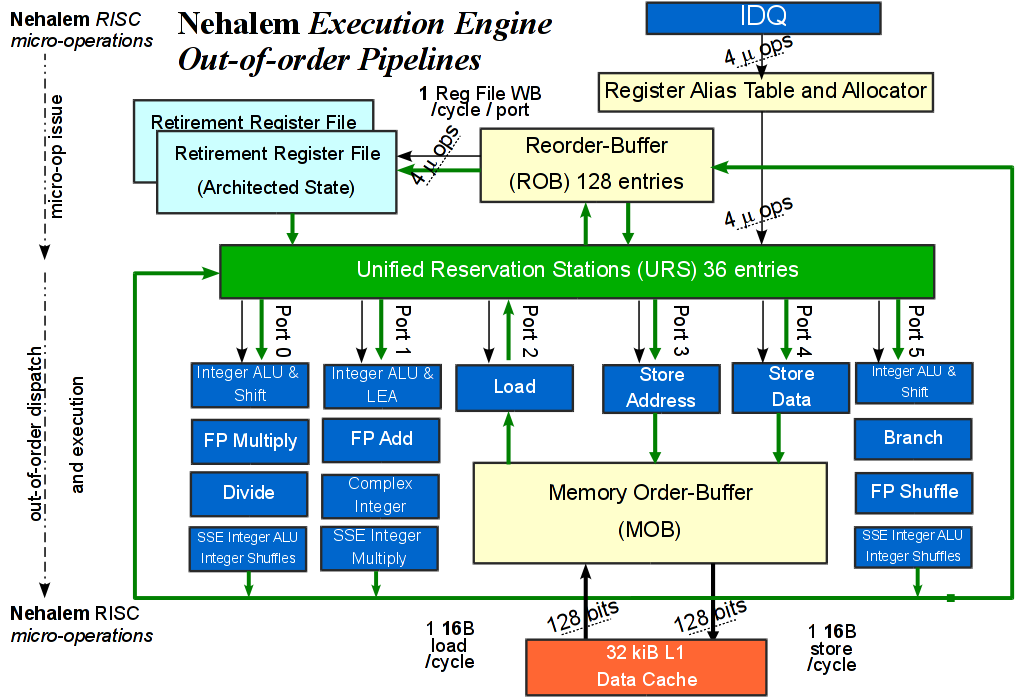 Nehalem RISC
micro-operations
Nehalem Execution Engine
Out-of-order Pipelines
IDQ
4 μ ops
Register Alias Table and Allocator
1 Reg File WB
/cycle / port
Retirement Register File
Retirement Register File
(Architected State)
4 μ ops
Reorder-Buffer
(ROB) 128 entries
micro-op issue
4 μ ops
Unified Reservation Stations (URS) 36 entries
Port 0
Port 1
Port 2
Port 3
Port 4
Port 5
Integer ALU &
Shift
FP Multiply
Divide
SSE Integer ALU
Integer Shuffles
Integer ALU &
LEA
FP Add
Complex
Integer
SSE Integer
Multiply
Load
Store
Address
Store
Data
Integer ALU &
Shift
Branch
FP Shuffle
SSE Integer ALU
Integer Shuffles
out-of-order dispatch
and execution
Memory Order-Buffer
(MOB)
Nehalem RISC
micro-operations
128 bits
128 bits
1 16B
load
/cycle
1 16B
store
/cycle
32 kiB L1
Data Cache